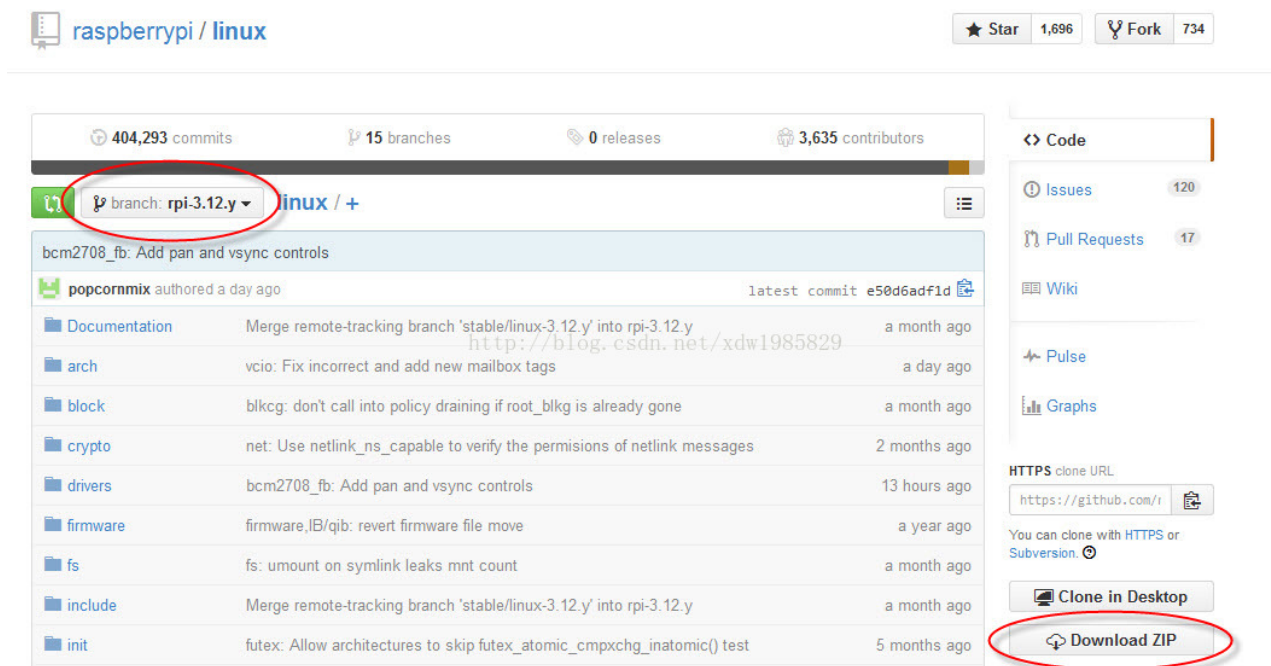 raspberrypi / linux
Star 1,696 Fork 734
404,293 commits 15 branches 0 releases 3,635 contributors
branch: rpi-3.12.y linux / +
bcm2708_fb: Add pan and vsync controls
popcornmix authored a day ago latest commit e50d6adf1d
Documentation Merge remote-tracking branch 'stable/linux-3.12.y' into rpi-3.12.y a month ago
http://blog.csdn.net/xdw1985829
arch vcio: Fix incorrect and add new mailbox tags a day ago
block blkcg: don't call into policy draining if root_blkg is already gone a month ago
crypto net: Use netlink_ns_capable to verify the permisions of netlink messages 2 months ago
drivers bcm2708_fb: Add pan and vsync controls 13 hours ago
firmware firmware,IB/qib: revert firmware file move a year ago
fs fs: umount on symlink leaks mnt count a month ago
include Merge remote-tracking branch 'stable/linux-3.12.y' into rpi-3.12.y a month ago
init futex: Allow architectures to skip futex_atomic_cmpxchg_inatomic() test 5 months ago
Code
Issues 120
Pull Requests 17
Wiki
Pulse
Graphs
HTTPS clone URL
https://github.com/r
You can clone with HTTPS or
Subversion.
Clone in Desktop
Download ZIP